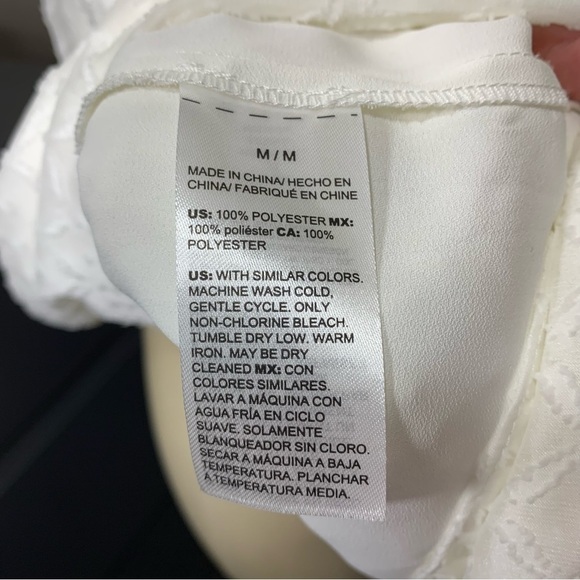 M / M
MADE IN CHINA/ HECHO EN
CHINA/ FABRIQUÉ EN CHINE
US: 100% POLYESTER MX:
100% poliéster CA: 100%
POLYESTER
US: WITH SIMILAR COLORS.
MACHINE WASH COLD,
GENTLE CYCLE. ONLY
NON-CHLORINE BLEACH.
TUMBLE DRY LOW. WARM
IRON. MAY BE DRY
CLEANED MX: CON
COLORES SIMILARES.
LAVAR A MÁQUINA CON
AGUA FRÍA EN CICLO
SUAVE. SOLAMENTE
BLANQUEADOR SIN CLORO.
SECAR A MÁQUINA A BAJA
TEMPERATURA. PLANCHAR
A TEMPERATURA MEDIA.